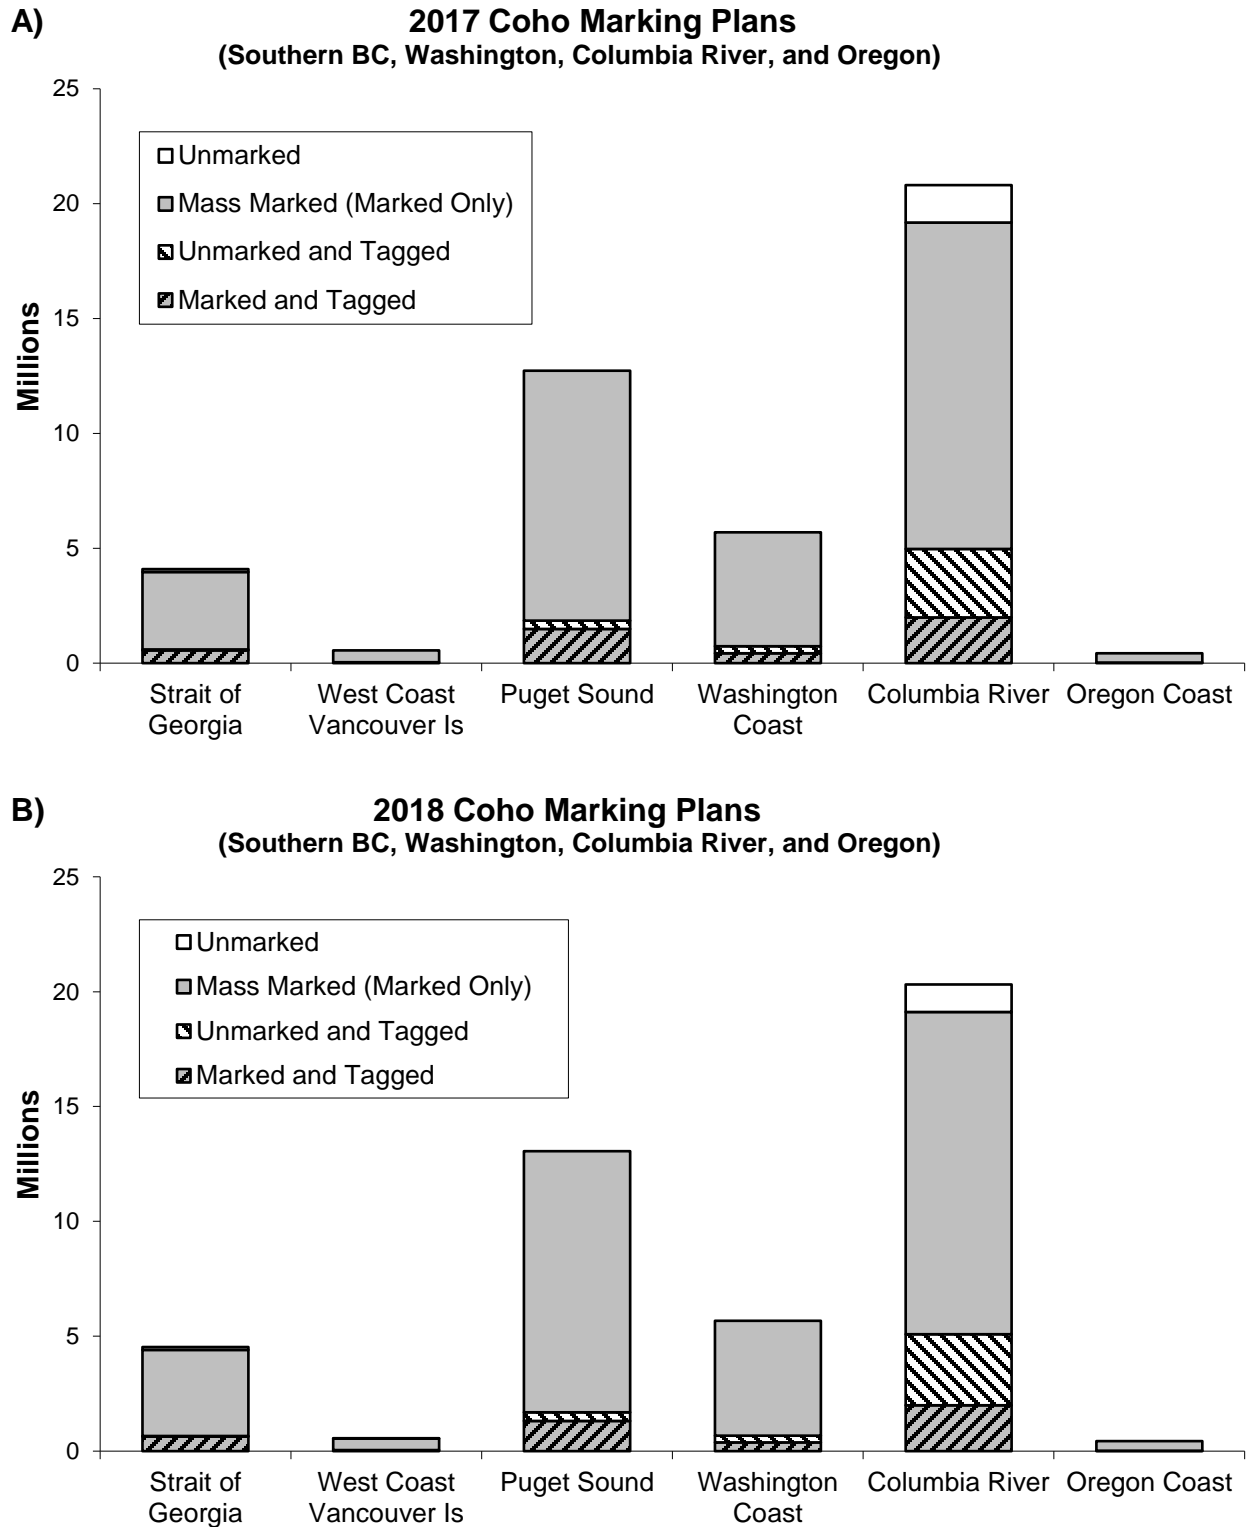 A)
2017 Coho Marking Plans
(Southern BC, Washington, Columbia River, and Oregon)
25
20
15
10
5
0
Millions
Unmarked
Mass Marked (Marked Only)
Unmarked and Tagged
Marked and Tagged
Strait of
Georgia
West Coast
Vancouver Is
Puget Sound
Washington
Coast
Columbia River
Oregon Coast
B)
2018 Coho Marking Plans
(Southern BC, Washington, Columbia River, and Oregon)
25
20
15
10
5
0
Millions
Unmarked
Mass Marked (Marked Only)
Unmarked and Tagged
Marked and Tagged
Strait of
Georgia
West Coast
Vancouver Is
Puget Sound
Washington
Coast
Columbia River
Oregon Coast